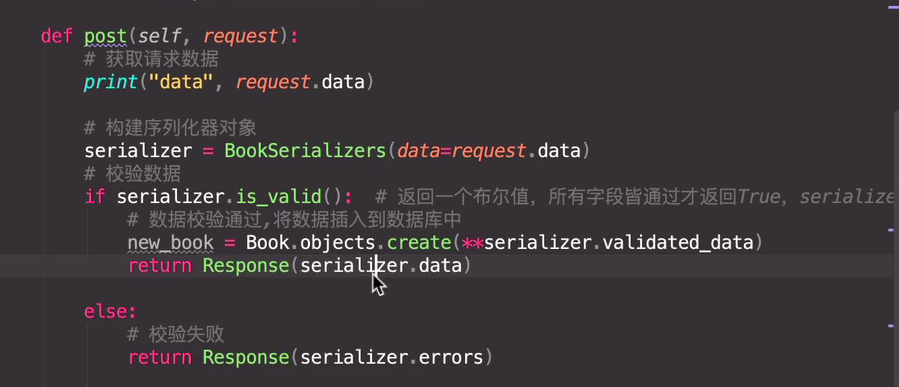 def post(self, request):
# 获取请求数据
print("data", request.data)
# 构建序列化器对象
serializer = BookSerializers(data=request.data)
# 校验数据
if serializer.is_valid():  # 返回一个布尔值，所有字段皆通过才返回True，serialize
# 数据校验通过,将数据插入到数据库中
new_book = Book.objects.create(**serializer.validated_data)
return Response(serializer.data)
else:
# 校验失败
return Response(serializer.errors)